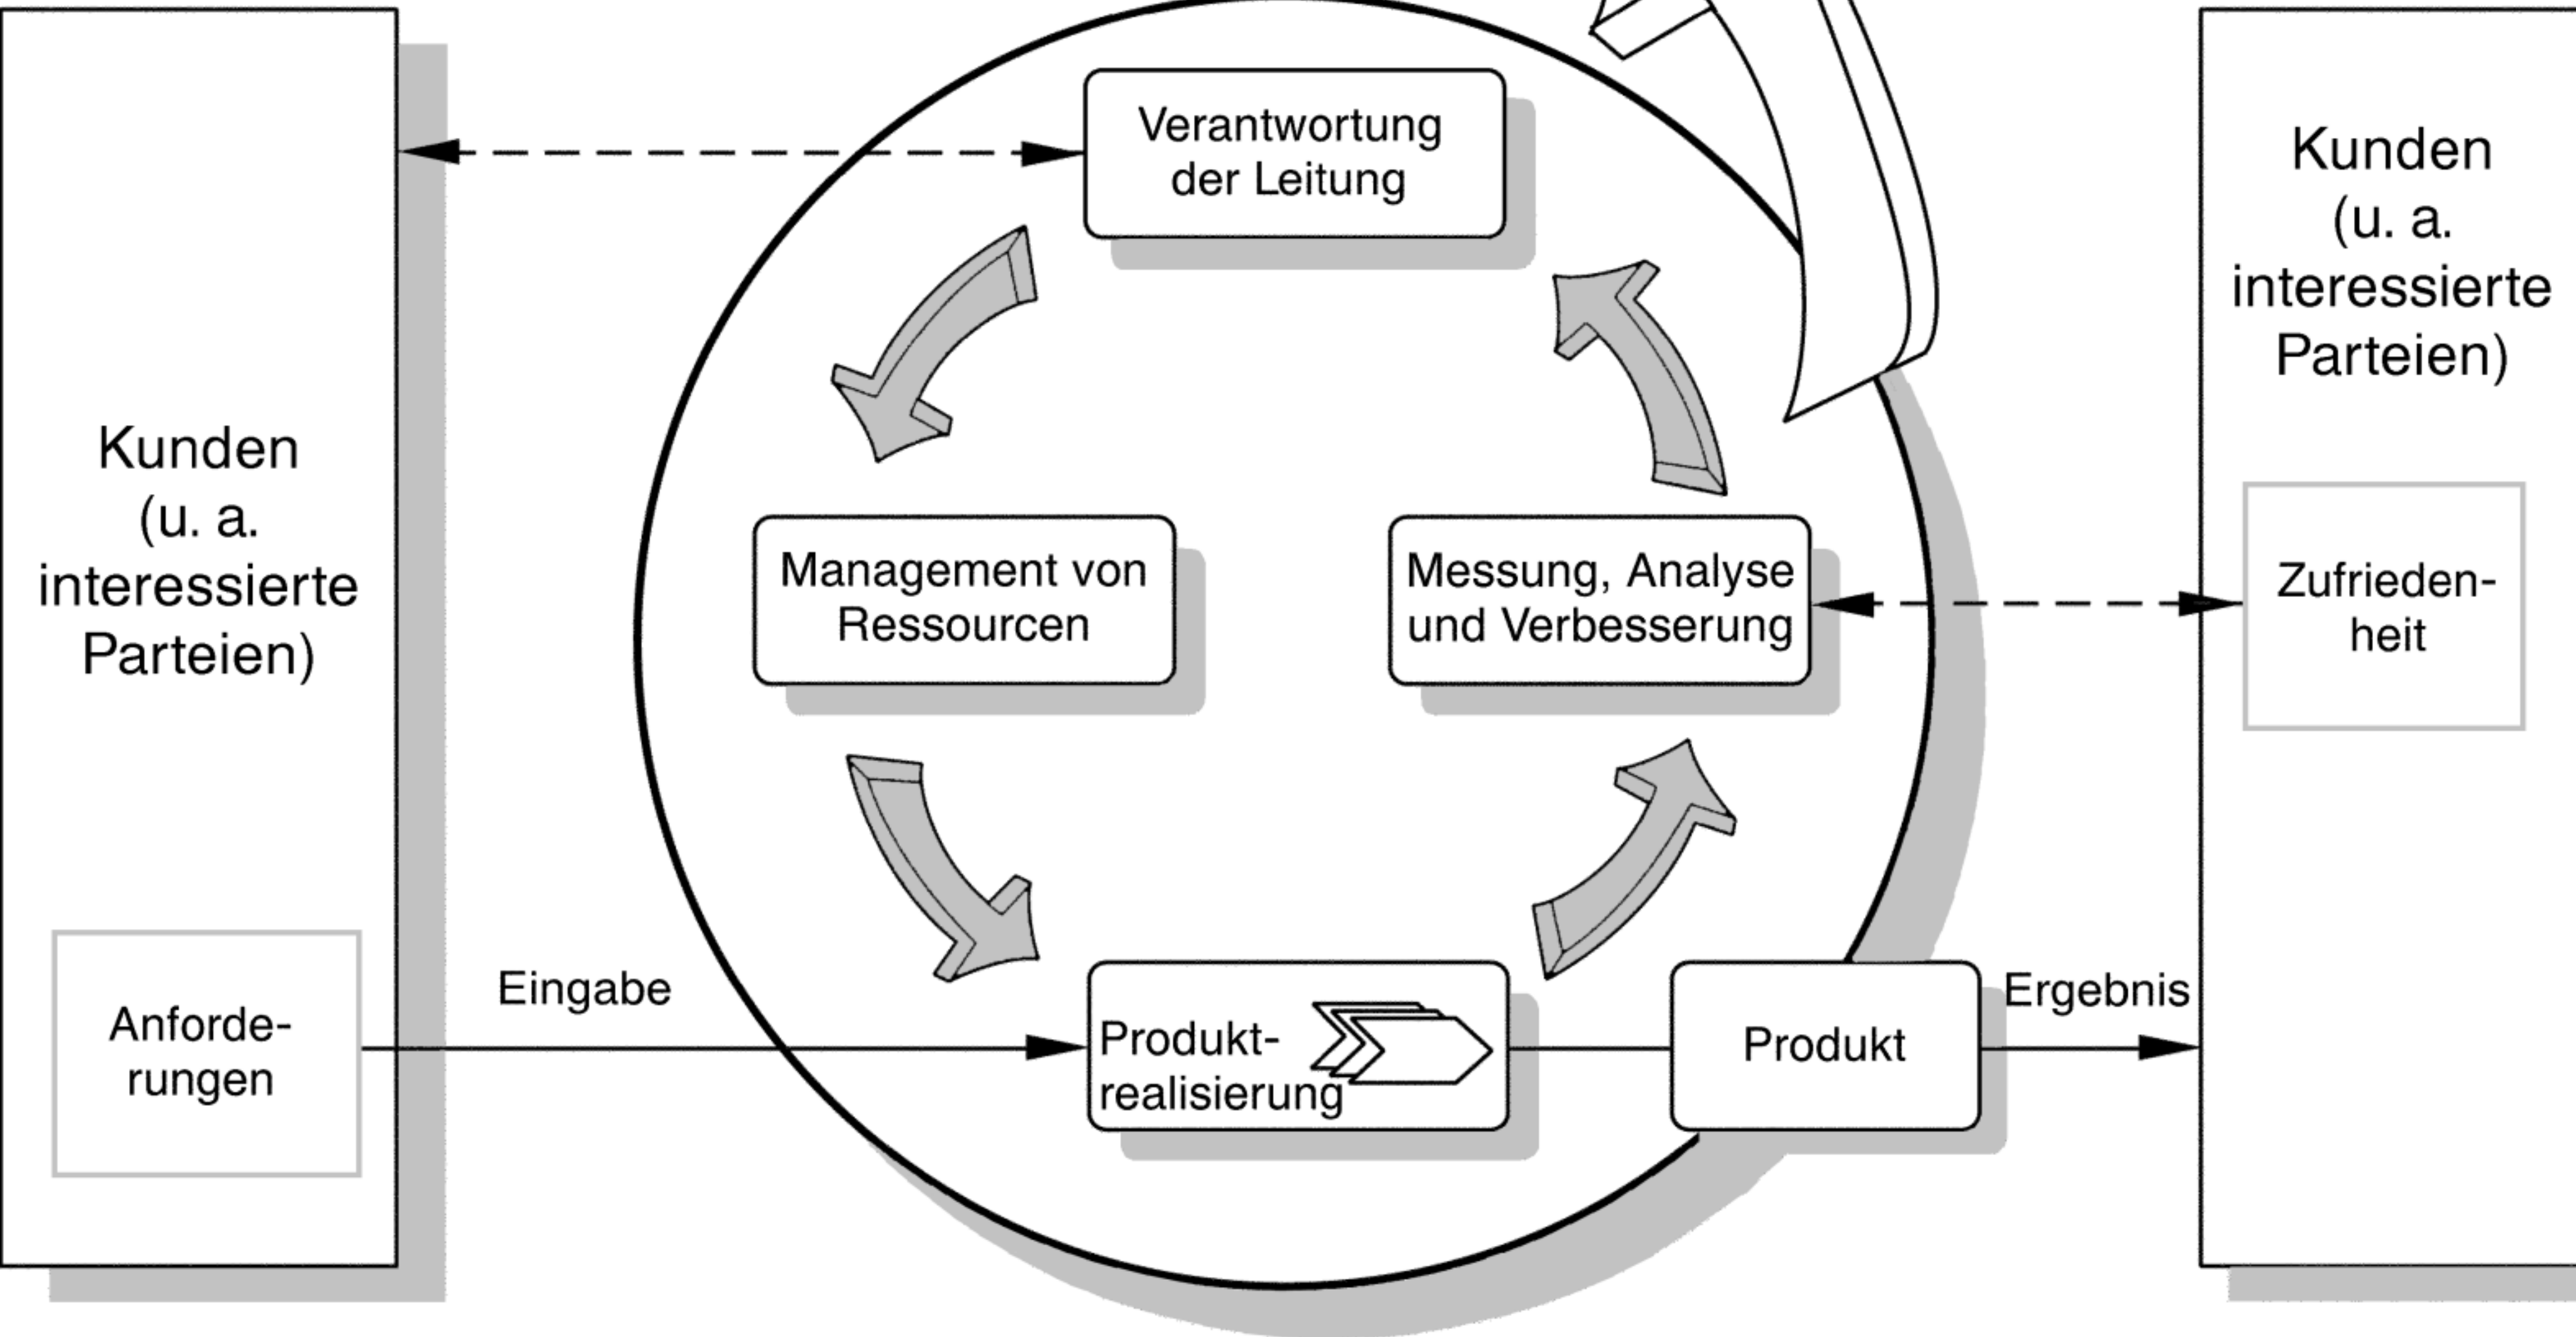 Kunden
(u. a.
interessierte
Parteien)
Anforde-
rungen
Eingabe
Verantwortung
der Leitung
Management von
Ressourcen
Messung, Analyse
und Verbesserung
Produkt-
realisierung
Produkt
Ergebnis
Kunden
(u. a.
interessierte
Parteien)
Zufrieden-
heit